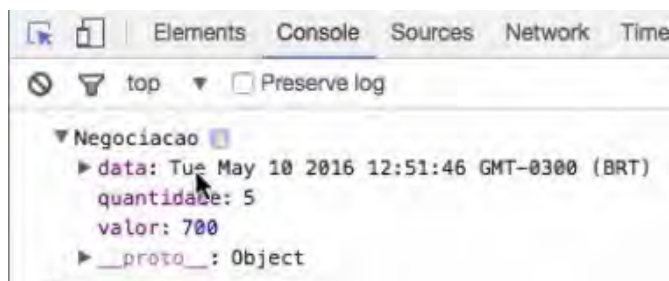 Elements Console Sources Network Time
top Preserve log
Negociacao
data: Tue May 10 2016 12:51:46 GMT-0300 (BRT)
quantidade: 5
valor: 700
__proto__: Object